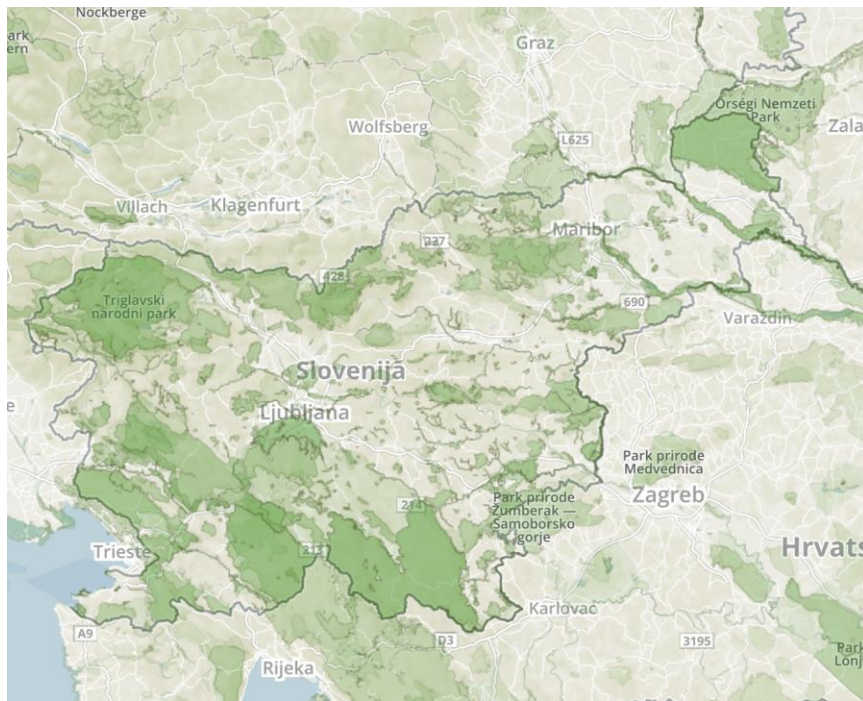 Nockberge
ark
ern
Graz
Wolfsberg
L625
Őrségi Nemzeti
Park
Zala
Villach
Klagenfurt
Maribor
227
428
Triglavski
narodni park
690
Varaždin
Slovenija
e
Ljubljana
Park prirode
Medvednica
214
Park prirode
Žumberak —
Samoborsko
gorje
Zagreb
Trieste
213
Hrvats
Karlovac
A9
D3
3195
Rijeka
Park
Lonj